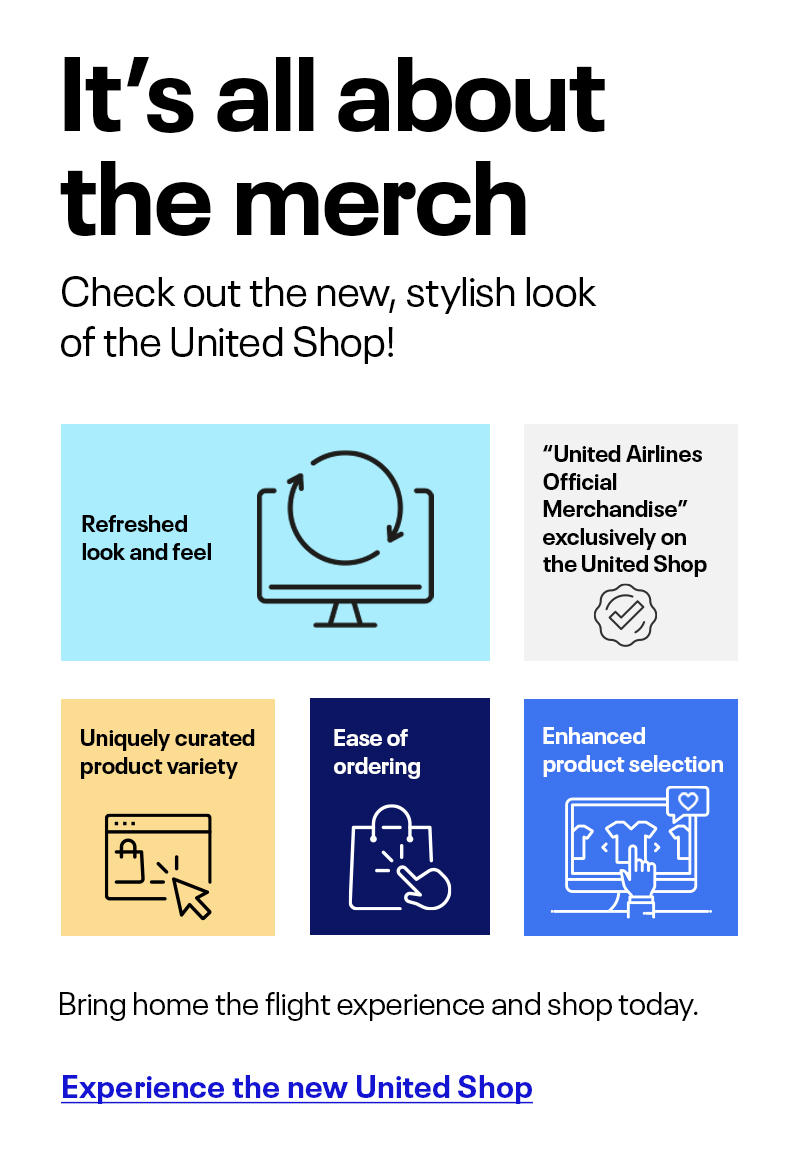 It’s all about
the merch
Check out the new, stylish look
of the United Shop!
Refreshed
look and feel
“United Airlines
Official
Merchandise”
exclusively on
the United Shop
Uniquely curated
product variety
Ease of
ordering
Enhanced
product selection
Bring home the flight experience and shop today.
Experience the new United Shop